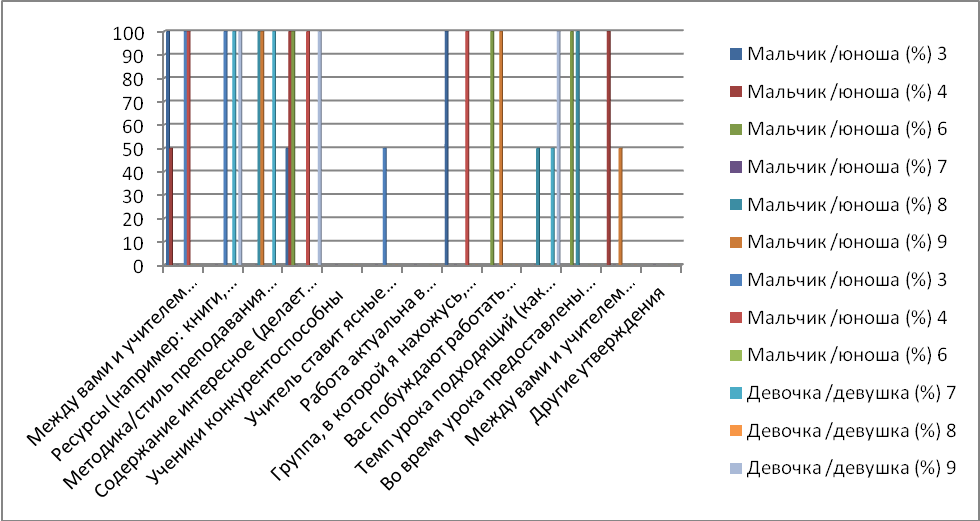 100
90
80
70
60
50
40
30
20
10
0
Между вами и учителем...
Ресурсы (например: книги,...
Методика/стиль преподавания...
Содержание интересное (делает...
Ученики конкурентоспособны
Учитель ставит ясные...
Работа актуальна в...
Группа, в которой я нахожусь,...
Вас побуждают работать...
Темп урока подходящий (как...
Во время урока предоставлены...
Между вами и учителем...
Другие утверждения
Мальчик /юноша (%) 3
Мальчик /юноша (%) 4
Мальчик /юноша (%) 6
Мальчик /юноша (%) 7
Мальчик /юноша (%) 8
Мальчик /юноша (%) 9
Мальчик /юноша (%) 3
Мальчик /юноша (%) 4
Мальчик /юноша (%) 6
Девочка /девушка (%) 7
Девочка /девушка (%) 8
Девочка /девушка (%) 9